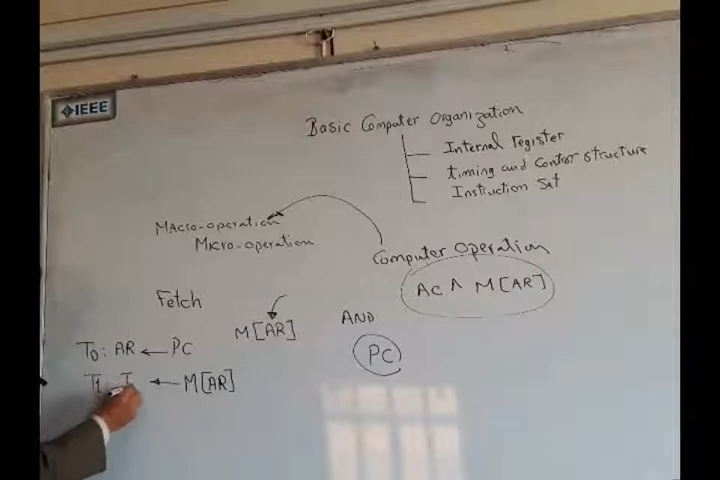 IEEE
Basic Computer Organization
Internal register
timing and Control structure
Instruction Set
Macro-operation
Micro-operation
Computer Operation
AC ∧ M[AR]
Fetch
M[AR]
AND
PC
T0: AR ← PC
T1: I ← M[AR]